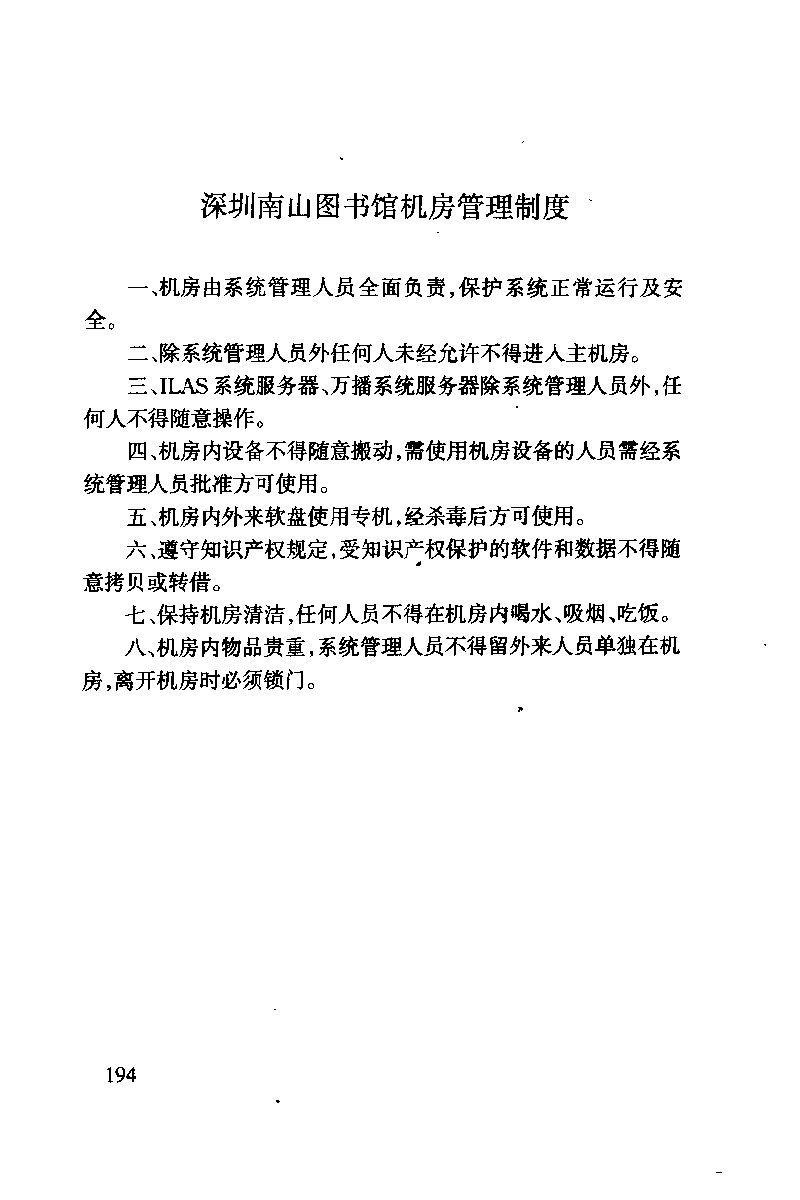 深圳南山图书馆机房管理制度
一、机房由系统管理人员全面负责,保护系统正常运行及安
全。
二、除系统管理人员外任何人未经允许不得进入主机房。
三、ILAS系统服务器、万播系统服务器除系统管理人员外,任
何人不得随意操作。
四、机房内设备不得随意搬动,需使用机房设备的人员需经系
统管理人员批准方可使用。
五、机房内外来软盘使用专机,经杀毒后方可使用。
六、遵守知识产权规定,受知识产权保护的软件和数据不得随
意拷贝或转借。
七、保持机房清洁,任何人员不得在机房内喝水、吸烟、吃饭。
八、机房内物品贵重,系统管理人员不得留外来人员单独在机
房,离开机房时必须锁门。
194